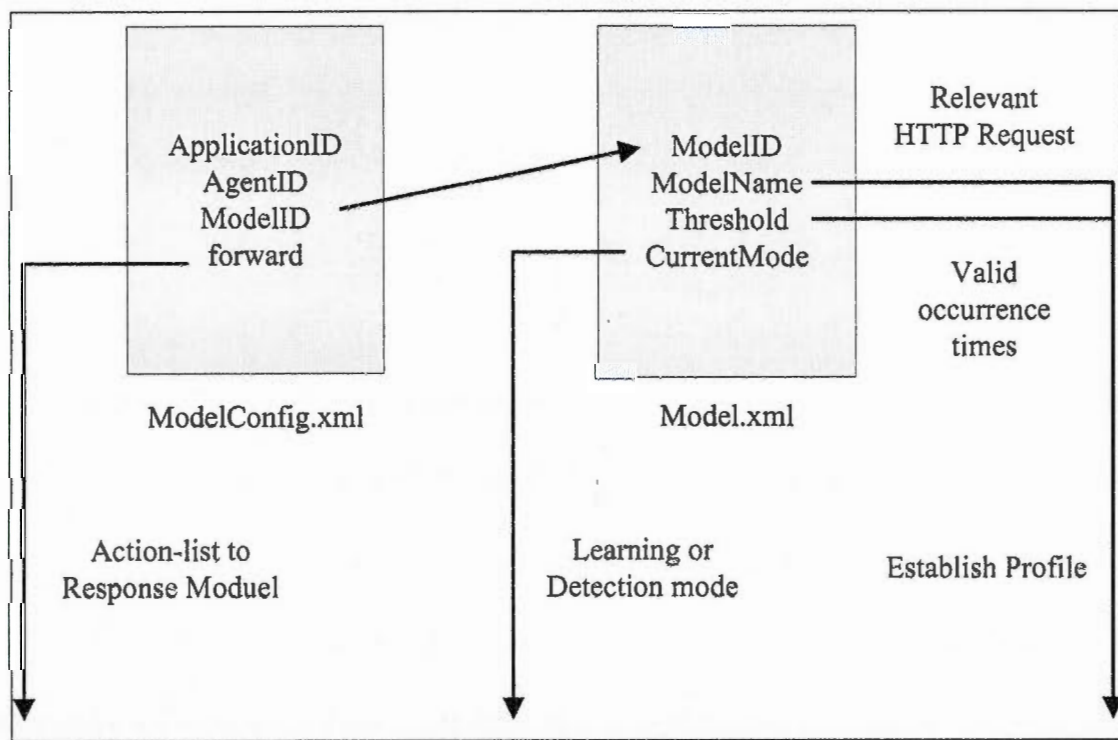 ApplicationID
AgentID
ModelID
forward
ModelConfig.xml
ModelID
ModelName
Threshold
CurrentMode
Model.xml
Relevant
HTTP Request
Valid
occurrence
times
Action-list to
Response Moduel
Learning or
Detection mode
Establish Profile